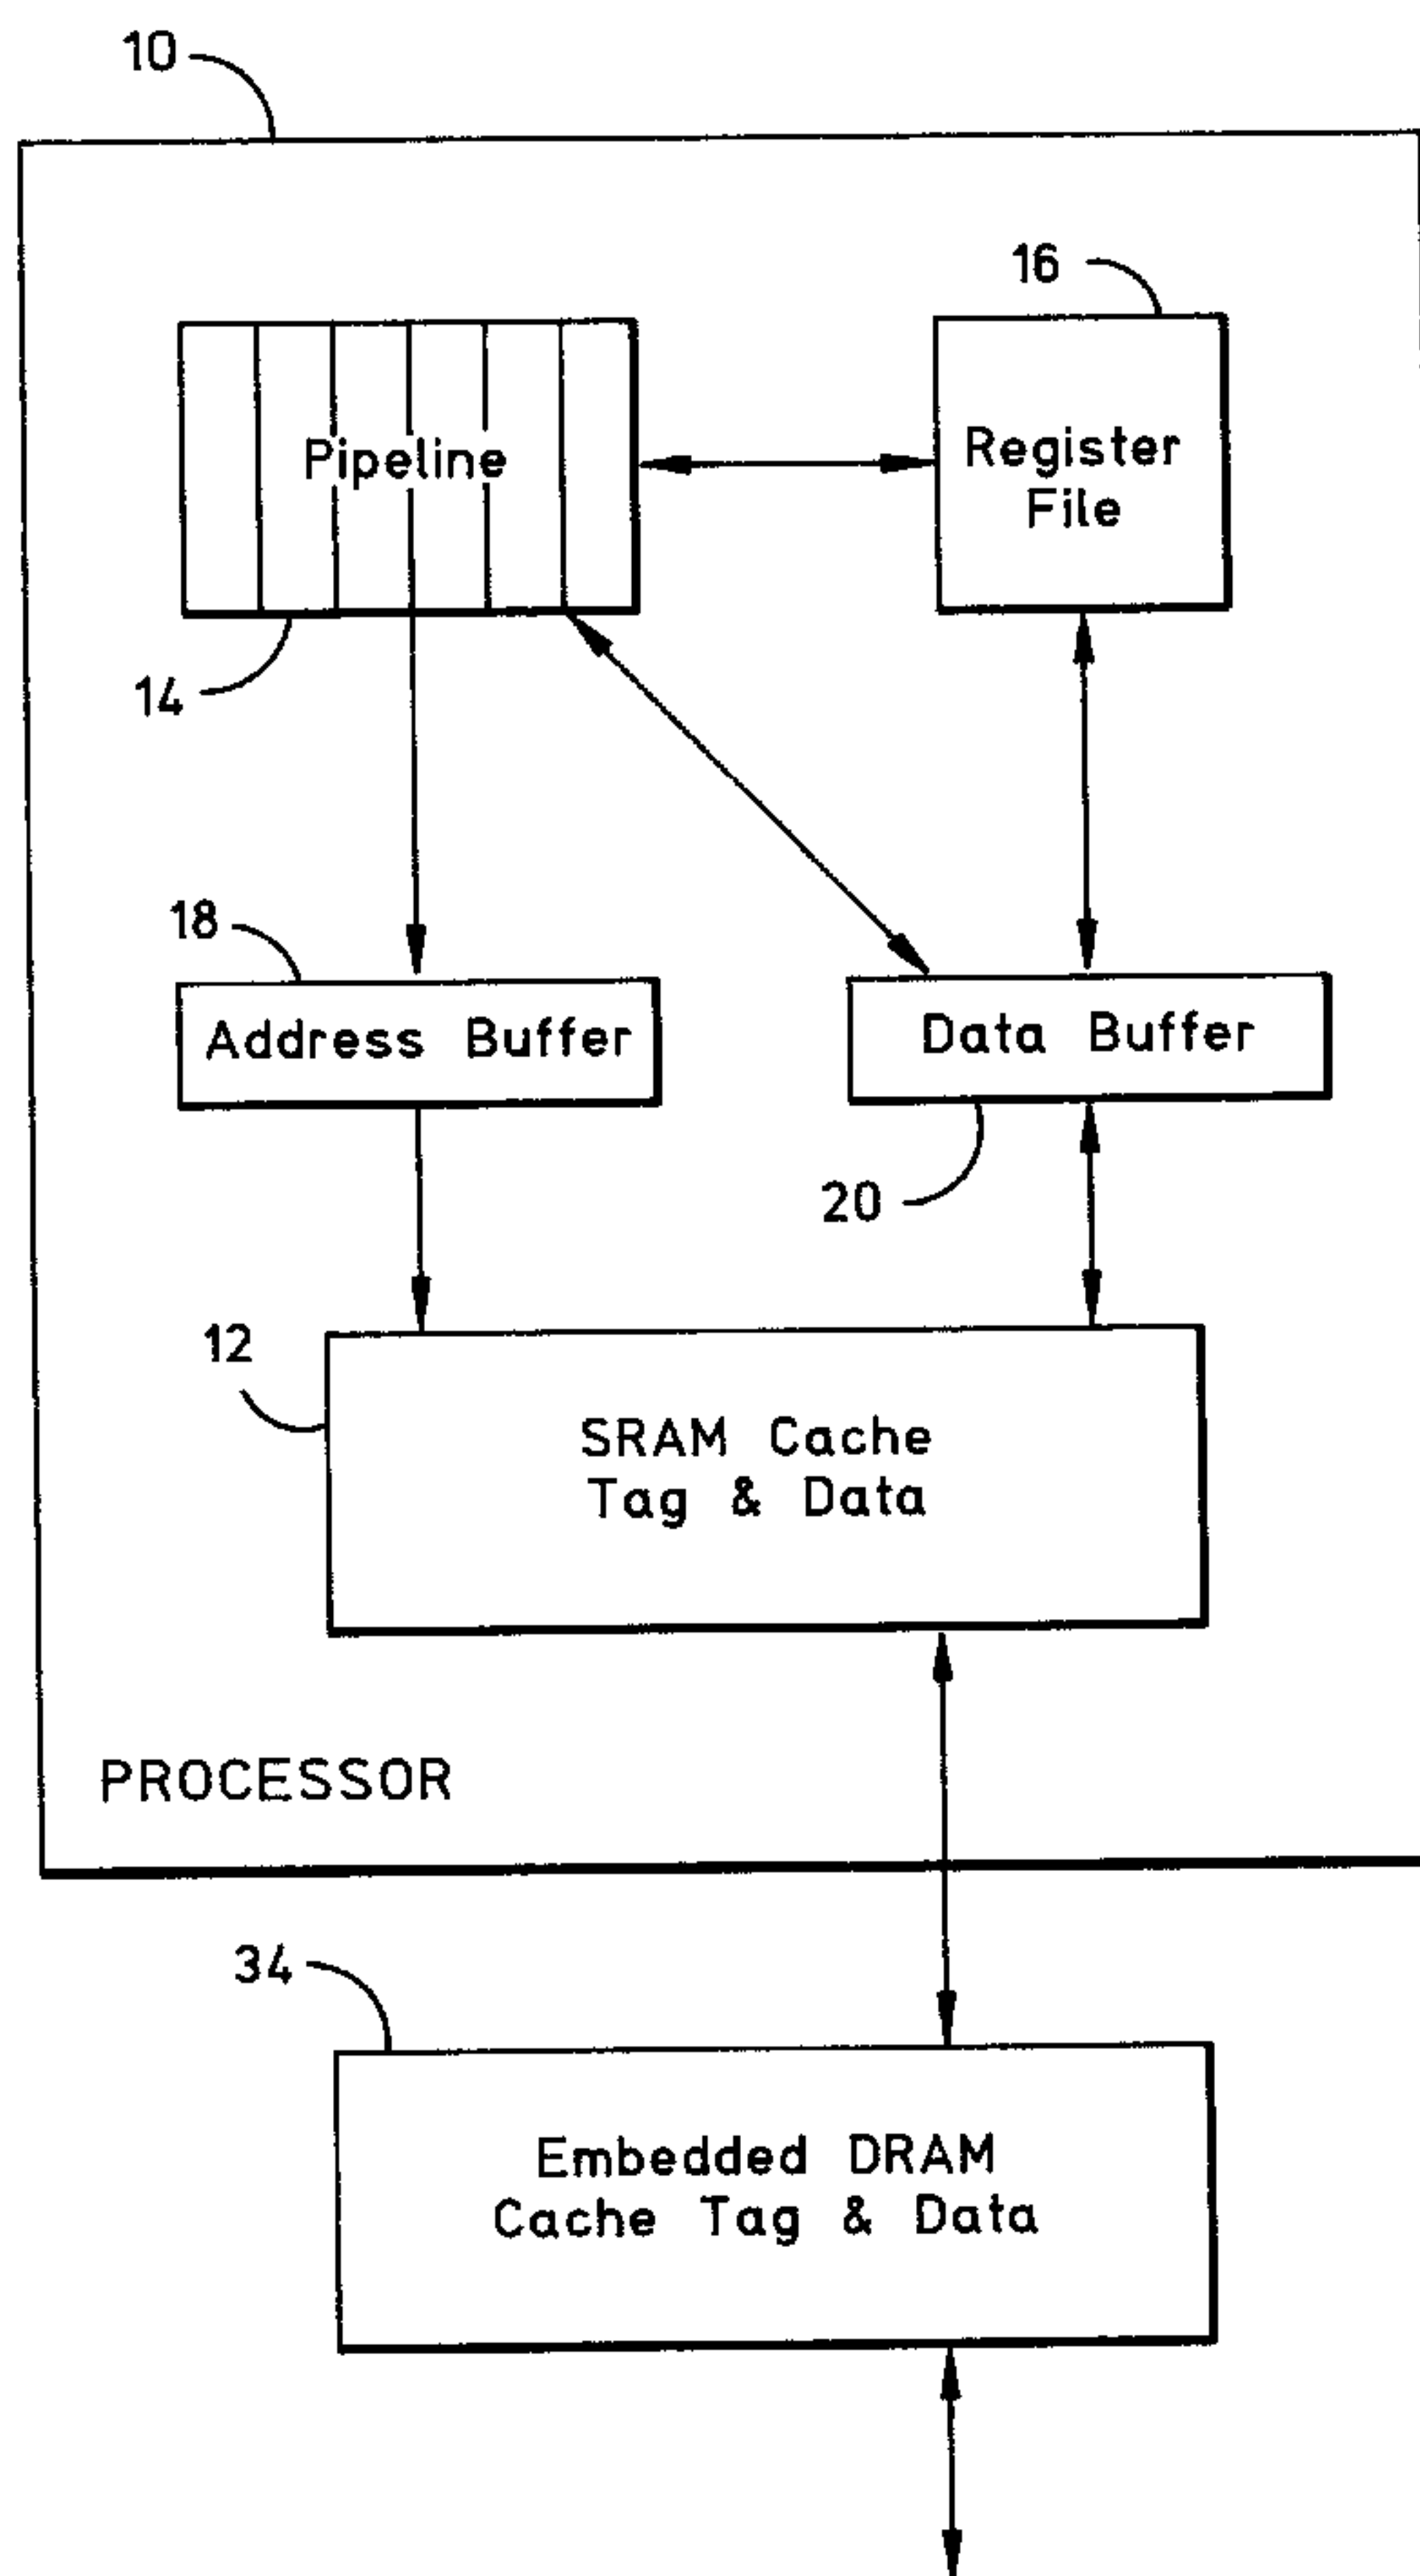 10
16
Pipeline
Register
File
14
18
Address Buffer
Data Buffer
20
12
SRAM Cache
Tag & Data
PROCESSOR
34
Embedded DRAM
Cache Tag & Data